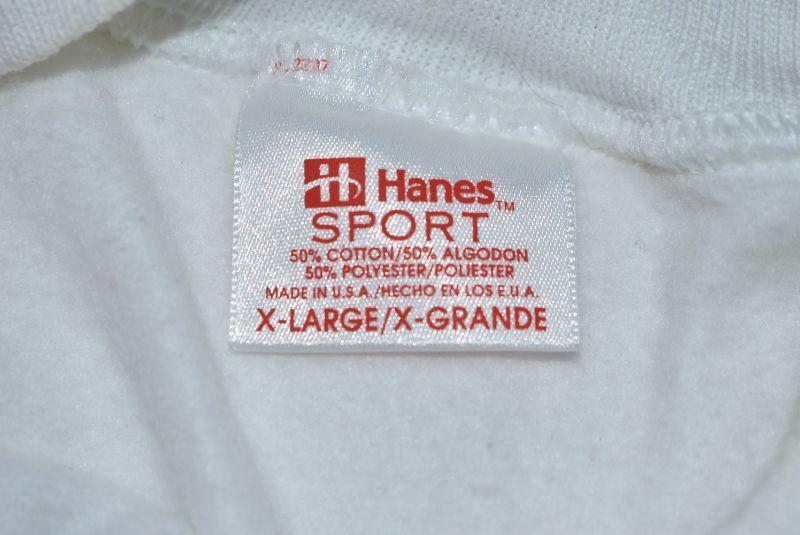 Hanes™
SPORT
50% COTTON/50% ALGODON
50% POLYESTER/POLIESTER
MADE IN U.S.A./HECHO EN LOS E.U.A.
X-LARGE/X-GRANDE